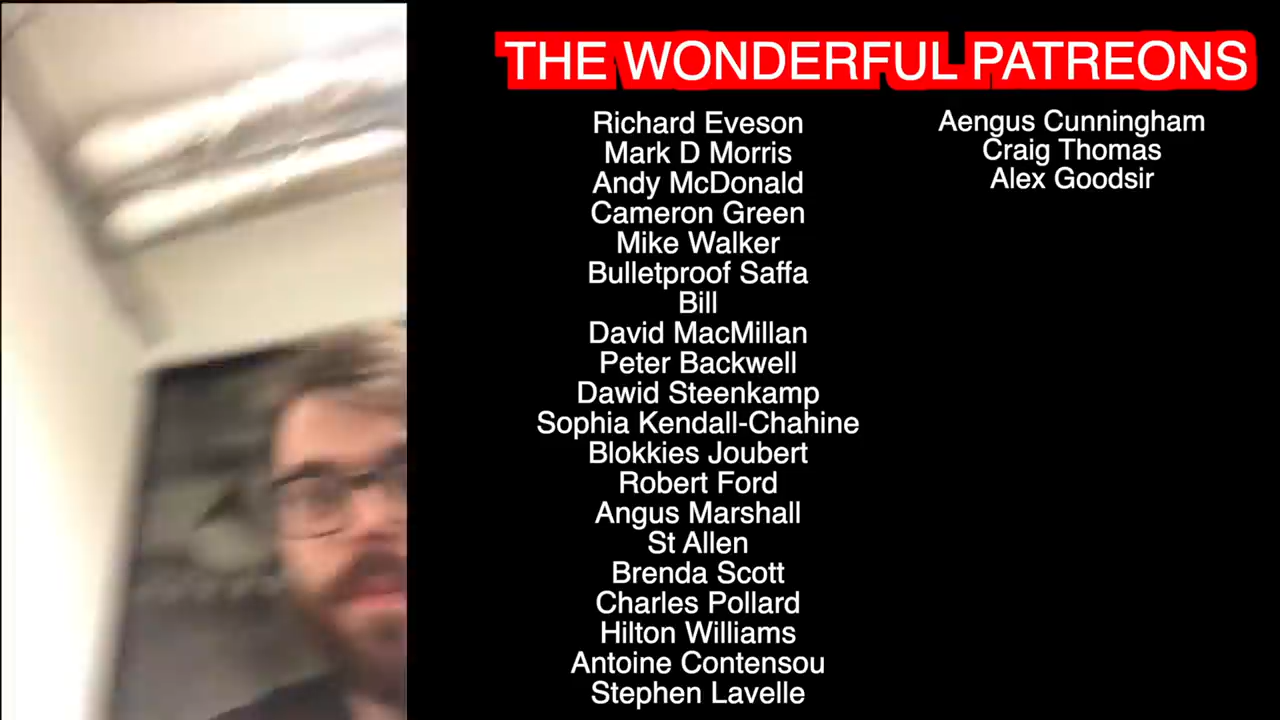 THE WONDERFUL PATREONS
Richard Eveson
Mark D Morris
Andy McDonald
Cameron Green
Mike Walker
Bulletproof Saffa
Bill
David MacMillan
Peter Backwell
Dawid Steenkamp
Sophia Kendall-Chahine
Blokkies Joubert
Robert Ford
Angus Marshall
St Allen
Brenda Scott
Charles Pollard
Hilton Williams
Antoine Contensou
Stephen Lavelle
Aengus Cunningham
Craig Thomas
Alex Goodsir